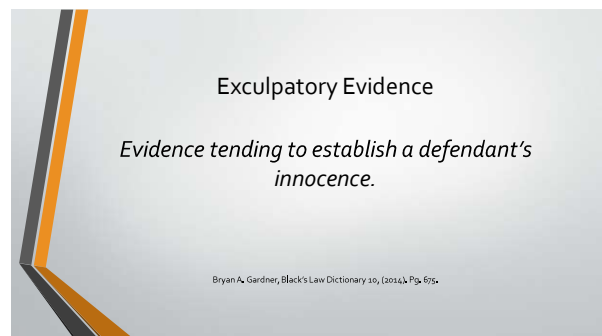 Exculpatory Evidence
Evidence tending to establish a defendant's
innocence.
Bryan A. Gardner, Black's Law Dictionary 10, (2014). Pg. 675.